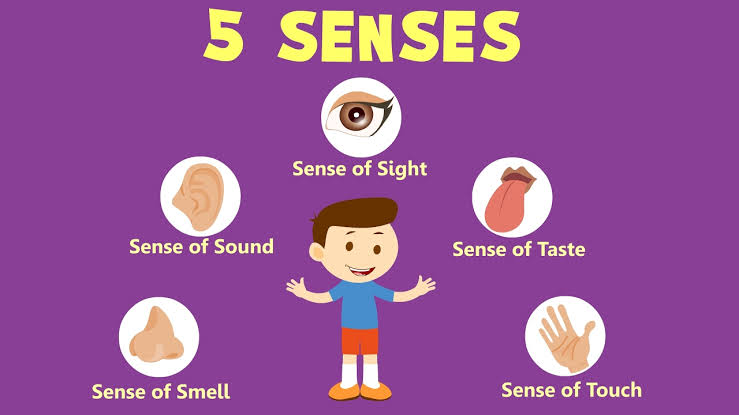 5 SENSES
Sense of Sight
Sense of Sound
Sense of Taste
Sense of Smell
Sense of Touch